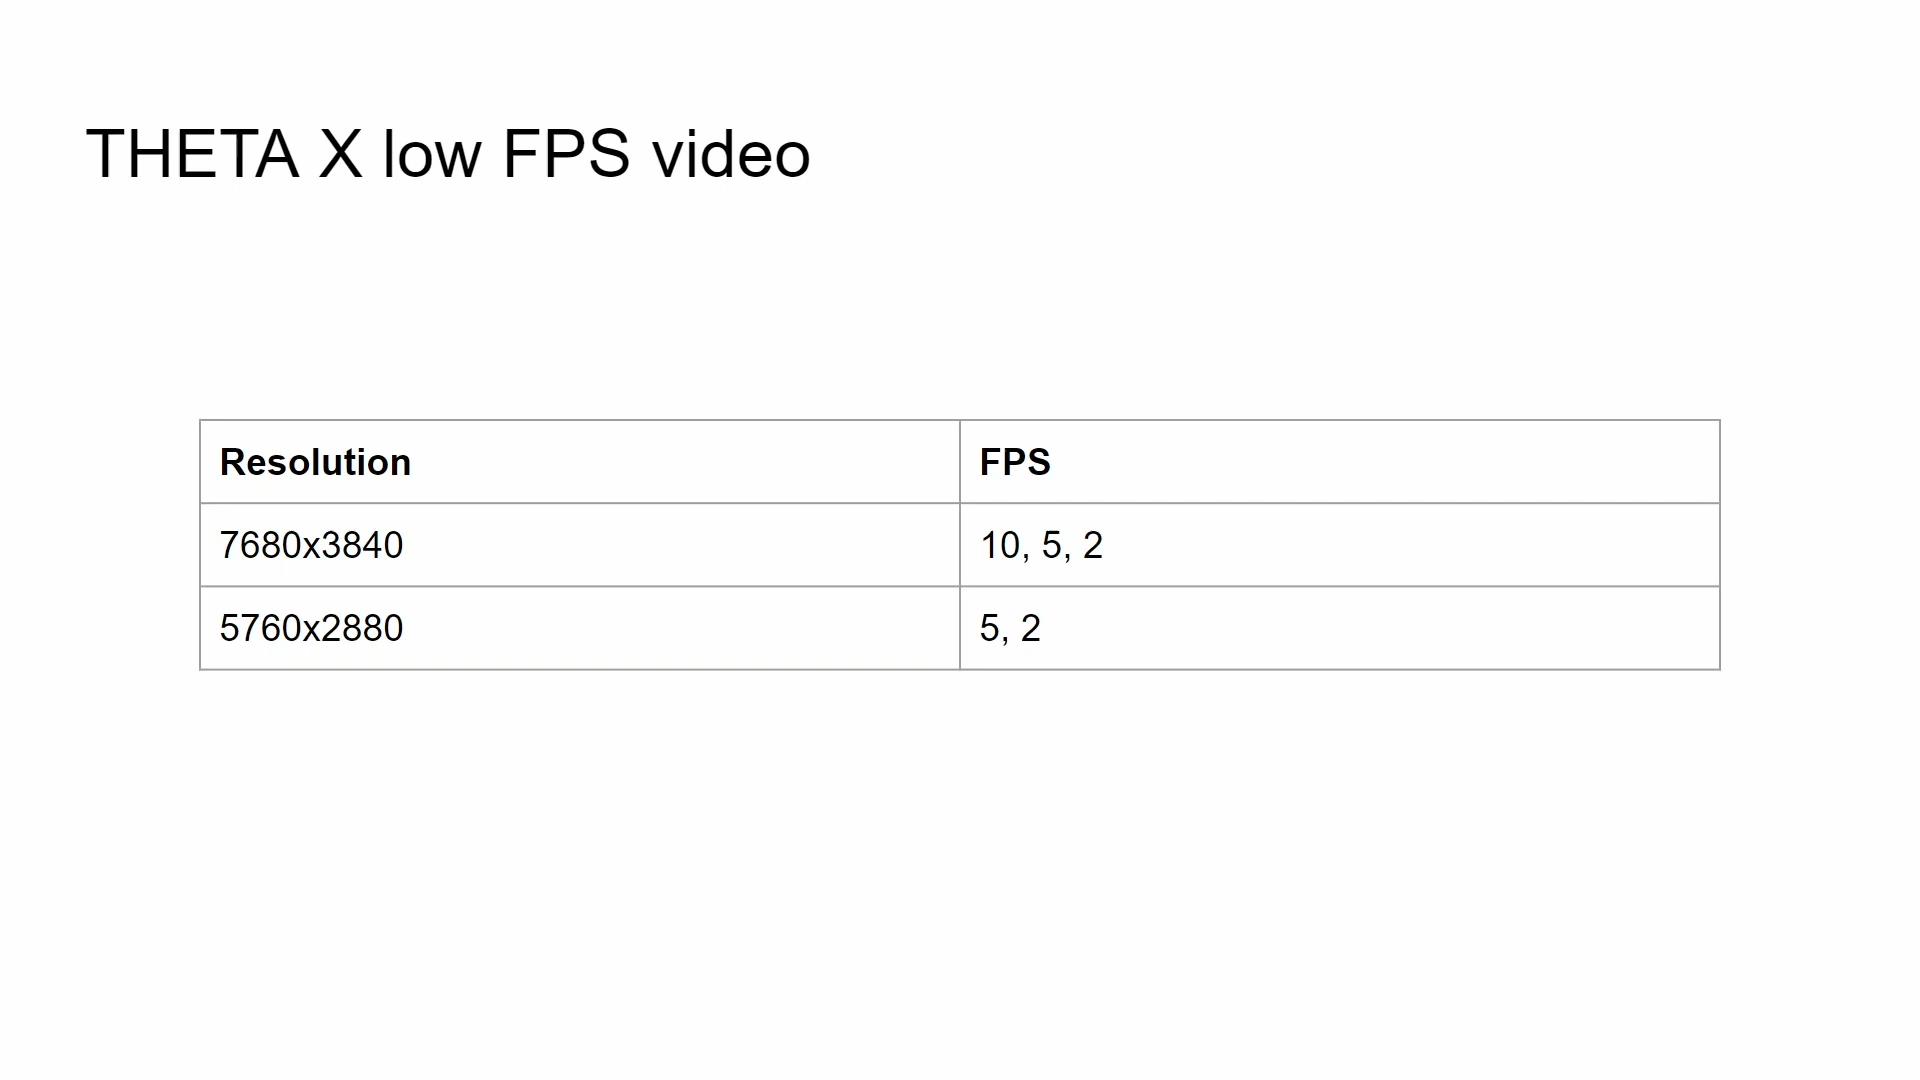 THETA X low FPS video
Resolution FPS
7680x3840 10, 5, 2
5760x2880 5, 2